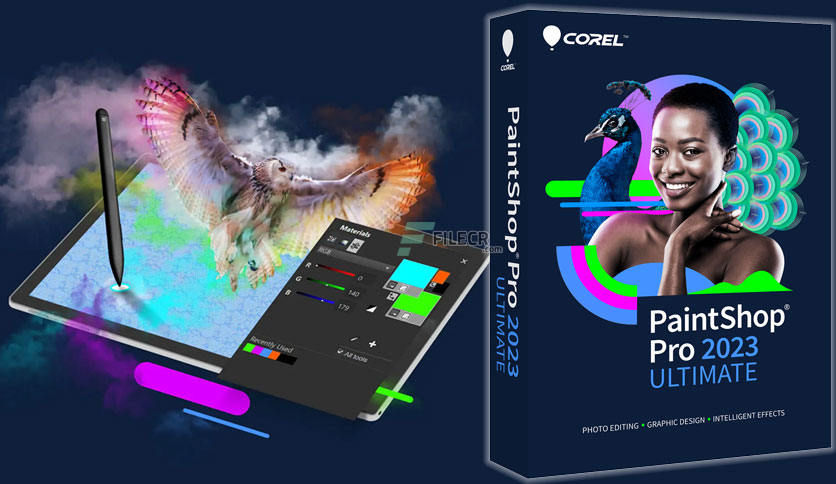 Materials
RGB
R
0
G
140
B
179
Recently Used
All tools
FILECR
.com
COREL
PaintShop® Pro 2023
ULTIMATE
COREL™
PaintShop®
Pro 2023
ULTIMATE
PHOTO EDITING • GRAPHIC DESIGN • INTELLIGENT EFFECTS